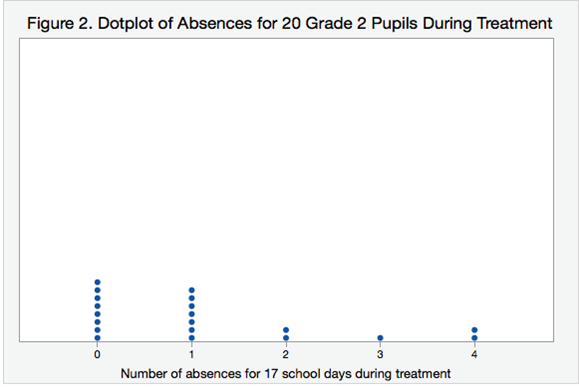 Figure 2. Dotplot of Absences for 20 Grade 2 Pupils During Treatment
0 1 2 3 4
Number of absences for 17 school days during treatment